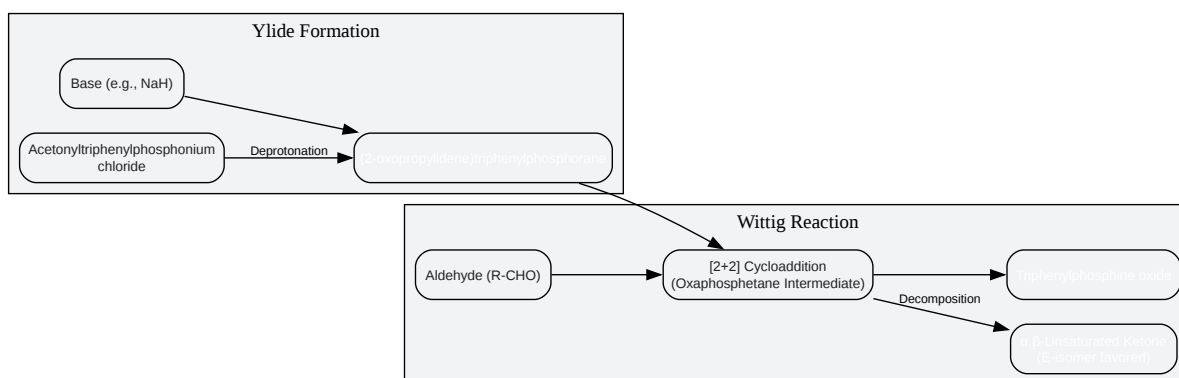 Ylide Formation
Base (e.g., NaH)
Acetonyltriphenylphosphonium
chloride
Deprotonation
(2-oxopropylidene)triphenylphosphorane
Wittig Reaction
Aldehyde (R-CHO)
[2+2] Cycloaddition
(Oxaphosphetane Intermediate)
Triphenylphosphine oxide
Decomposition
α,β-Unsaturated Ketone
(E-isomer favored)